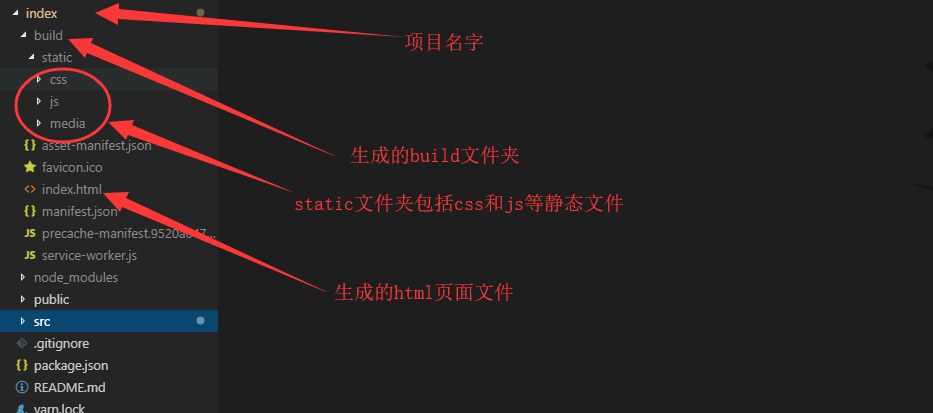 index
项目名字
build
static
css
js
media
生成的build文件夹
asset-manifest.json
favicon.ico
index.html
static文件夹包括css和js等静态文件
manifest.json
JS precache-manifest.9520a647...
JS service-worker.js
node_modules
生成的html页面文件
public
src
.gitignore
package.json
README.md
yarn.lock